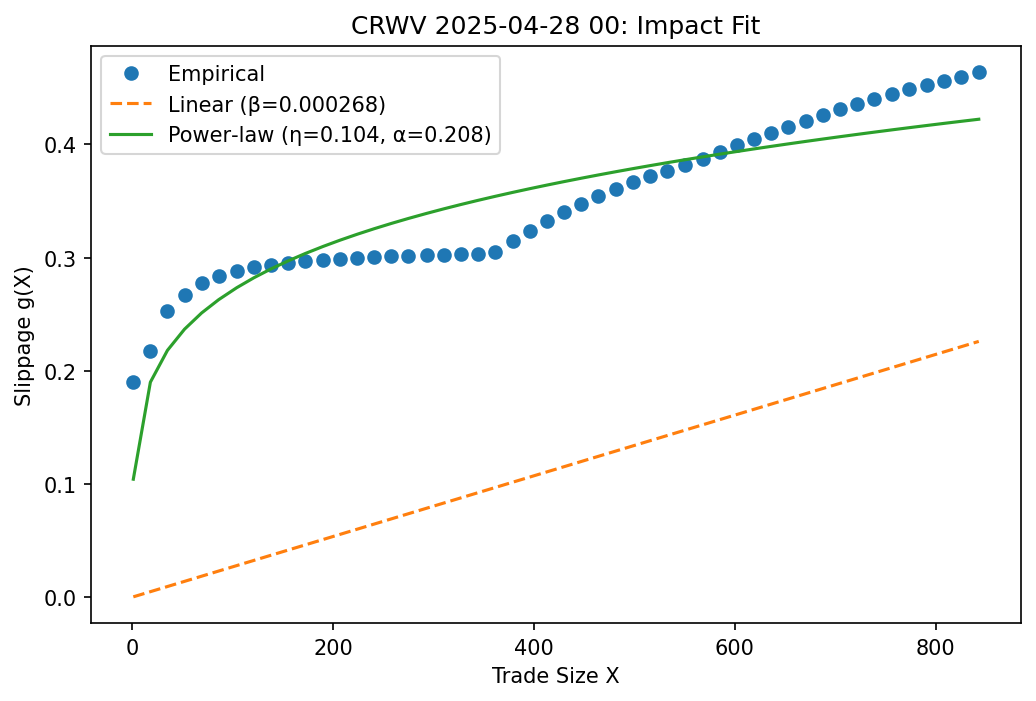 CRWV 2025-04-28 00: Impact Fit
Empirical
Linear (β=0.000268)
Power-law (η=0.104, α=0.208)
Slippage g(X)
0.4
0.3
0.2
0.1
0.0
0 200 400 600 800
Trade Size X